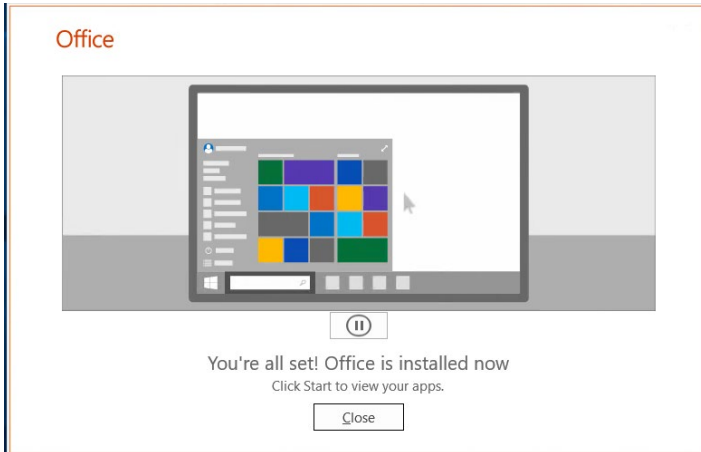 Office
You're all set! Office is installed now
Click Start to view your apps.
Close